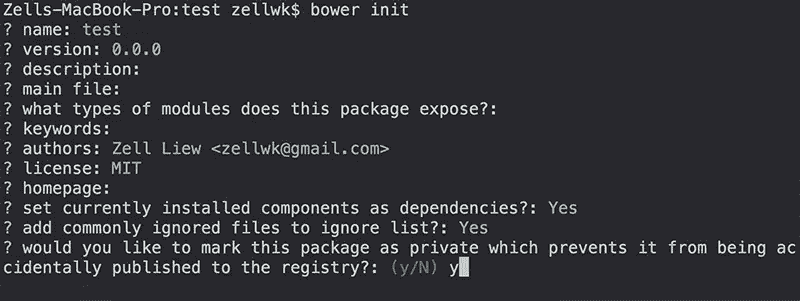 Zells-MacBook-Pro:test zellwk$ bower init
? name: test
? version: 0.0.0
? description:
? main file:
? what types of modules does this package expose?:
? keywords:
? authors: Zell Liew <zellwk@gmail.com>
? license: MIT
? homepage:
? set currently installed components as dependencies?: Yes
? add commonly ignored files to ignore list?: Yes
? would you like to mark this package as private which prevents it from being ac
cidentally published to the registry?: (y/N) y